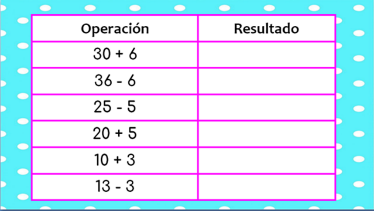 Operación Resultado
30 + 6
36 - 6
25 - 5
20 + 5
10 + 3
13 - 3